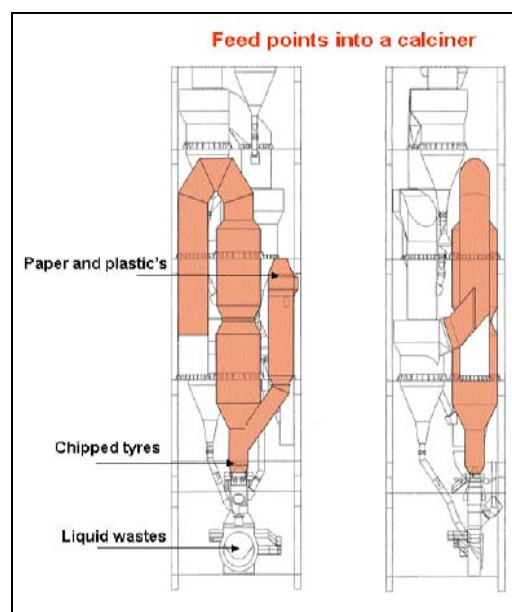 Feed points into a calciner
Paper and plastic's
Chipped tyres
Liquid wastes